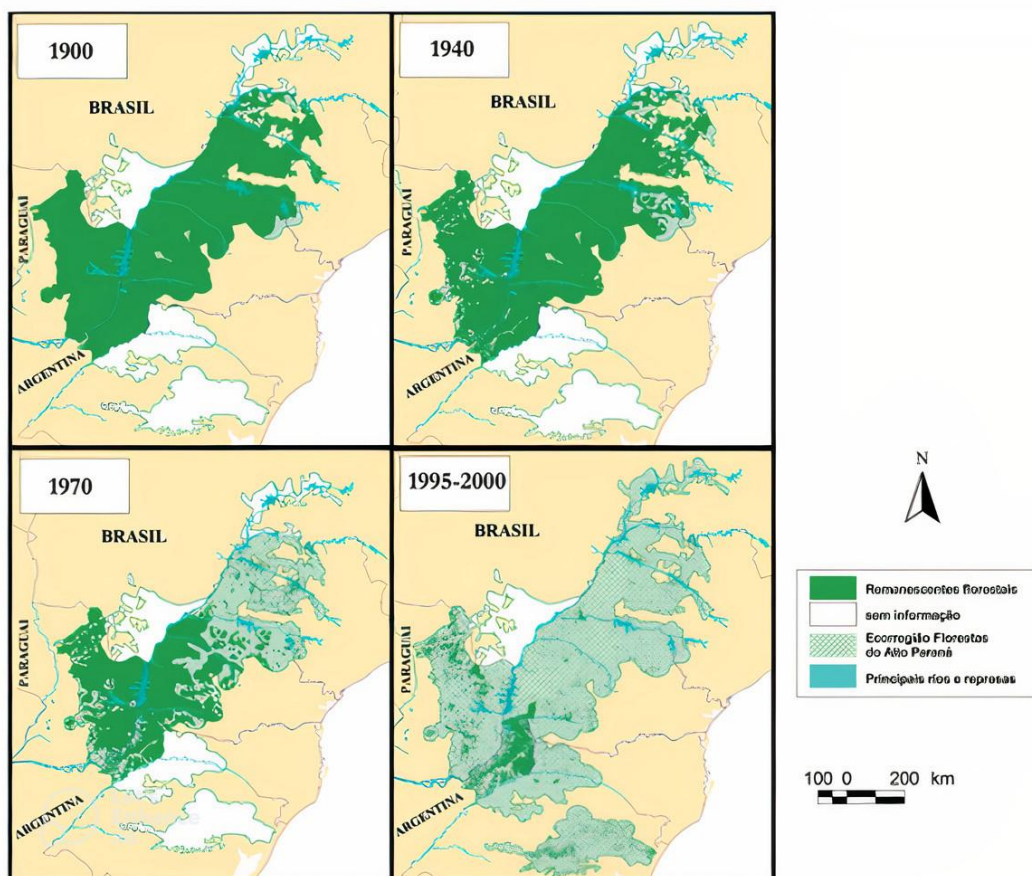 1900
BRASIL
PARAGUAI
ARGENTINA
1940
BRASIL
PARAGUAI
ARGENTINA
1970
BRASIL
PARAGUAI
ARGENTINA
1995-2000
BRASIL
PARAGUAI
ARGENTINA
N
Remanescentes florestais
sem informação
Ecorregião Florestas
do Alto Paraná
Principais rios e represas
100 0 200 km